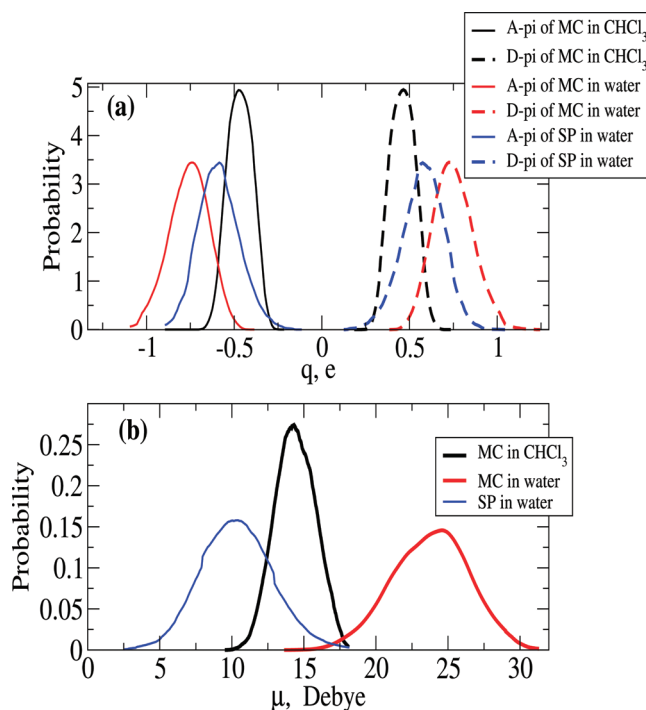 A-pi of MC in CHCl₃
D-pi of MC in CHCl₃
A-pi of MC in water
D-pi of MC in water
A-pi of SP in water
D-pi of SP in water
(a)
5
4
3
2
1
0
Probability
-1 -0.5 0 0.5 1
q, e
(b)
MC in CHCl₃
MC in water
SP in water
0.25
0.2
0.15
0.1
0.05
0
Probability
0 5 10 15 20 25 30
μ, Debye